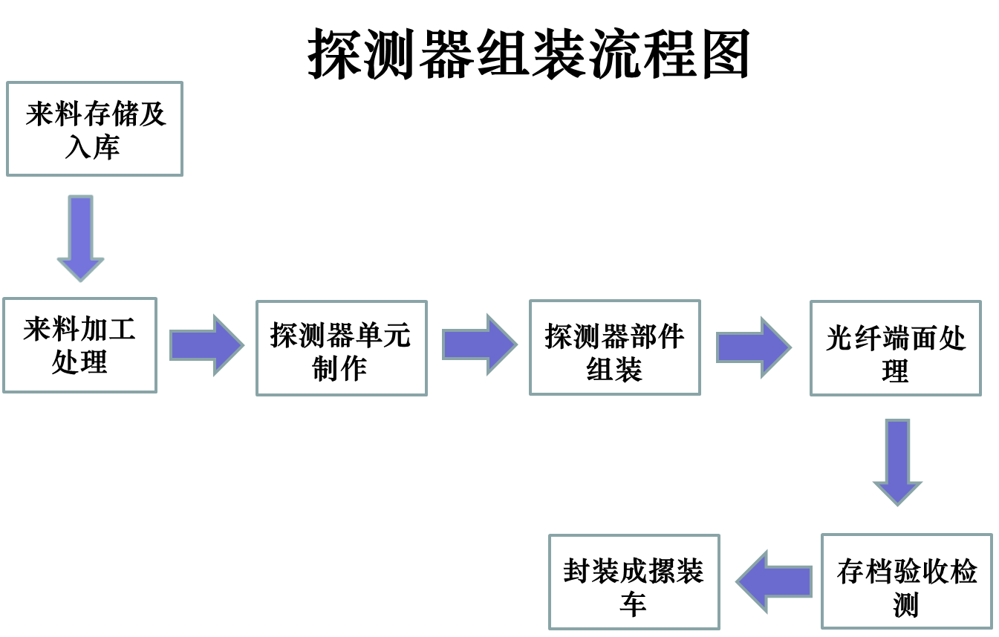 探测器组装流程图
来料存储及
入库
来料加工
处理
探测器单元
制作
探测器部件
组装
光纤端面处
理
存档验收检
测
封装成摞装
车